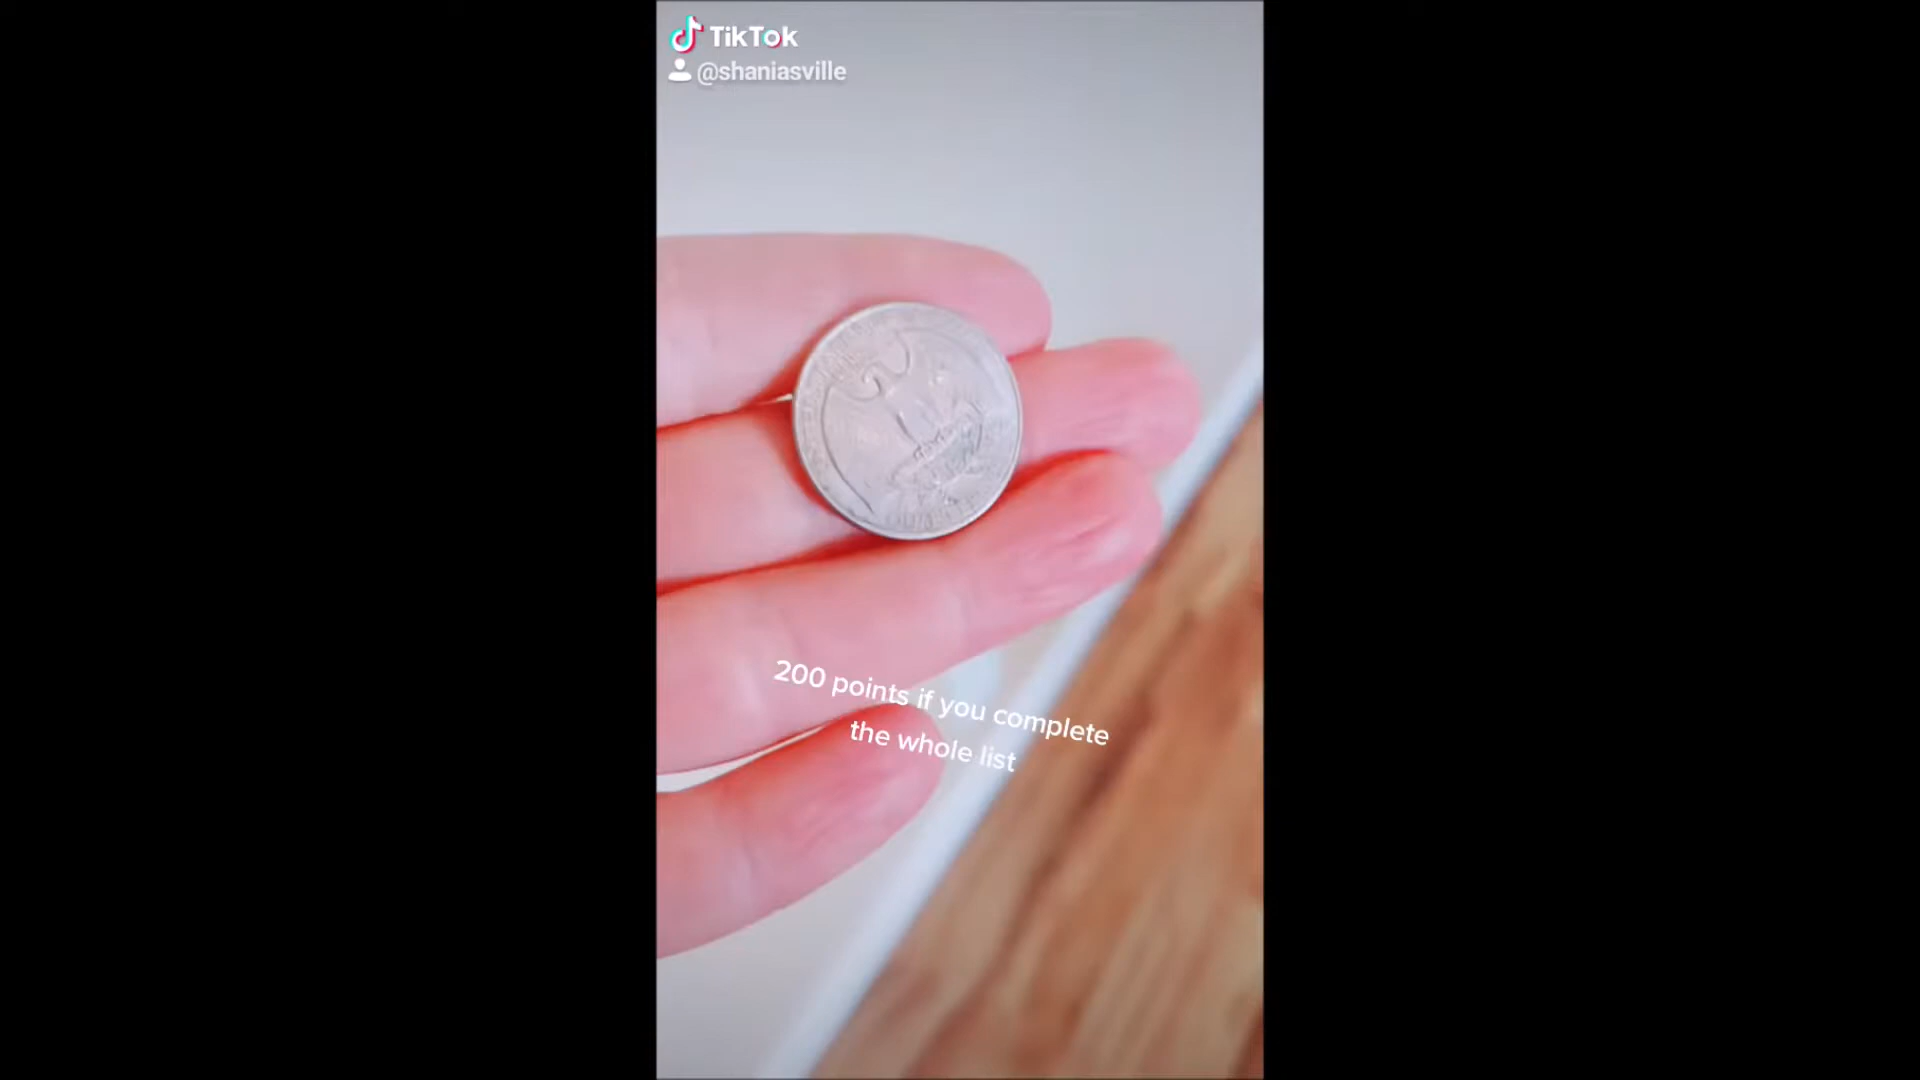 TikTok
@shaniasville
200 points if you complete
the whole list